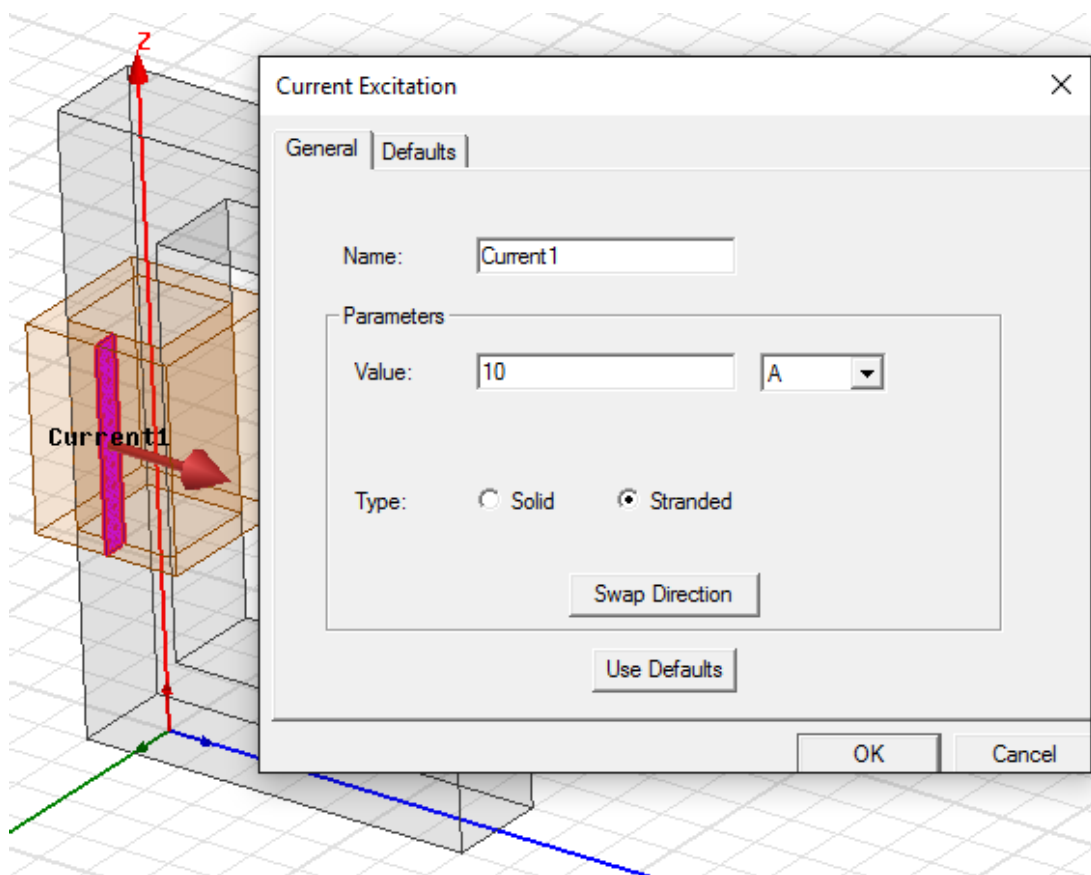 Z
Current Excitation
General
Defaults
Name:
Current1
Parameters
Value:
10
A
Current1
Type:
Solid
Stranded
Swap Direction
Use Defaults
OK
Cancel